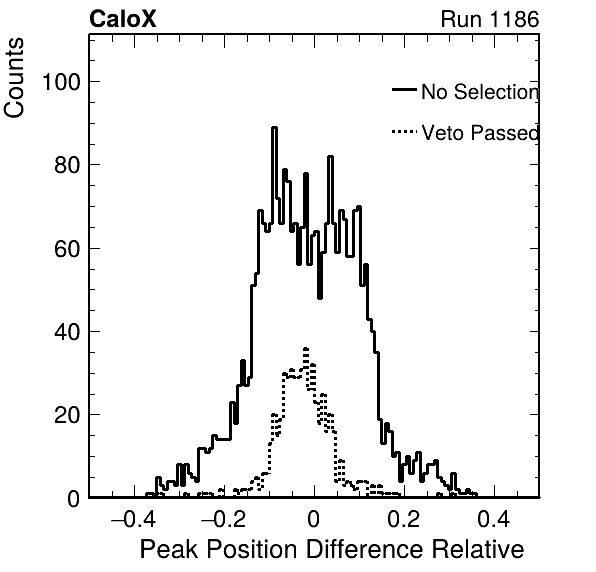 CaloX Run 1186
Counts
100
80
60
40
20
0
No Selection
Veto Passed
−0.4 −0.2 0 0.2 0.4
Peak Position Difference Relative